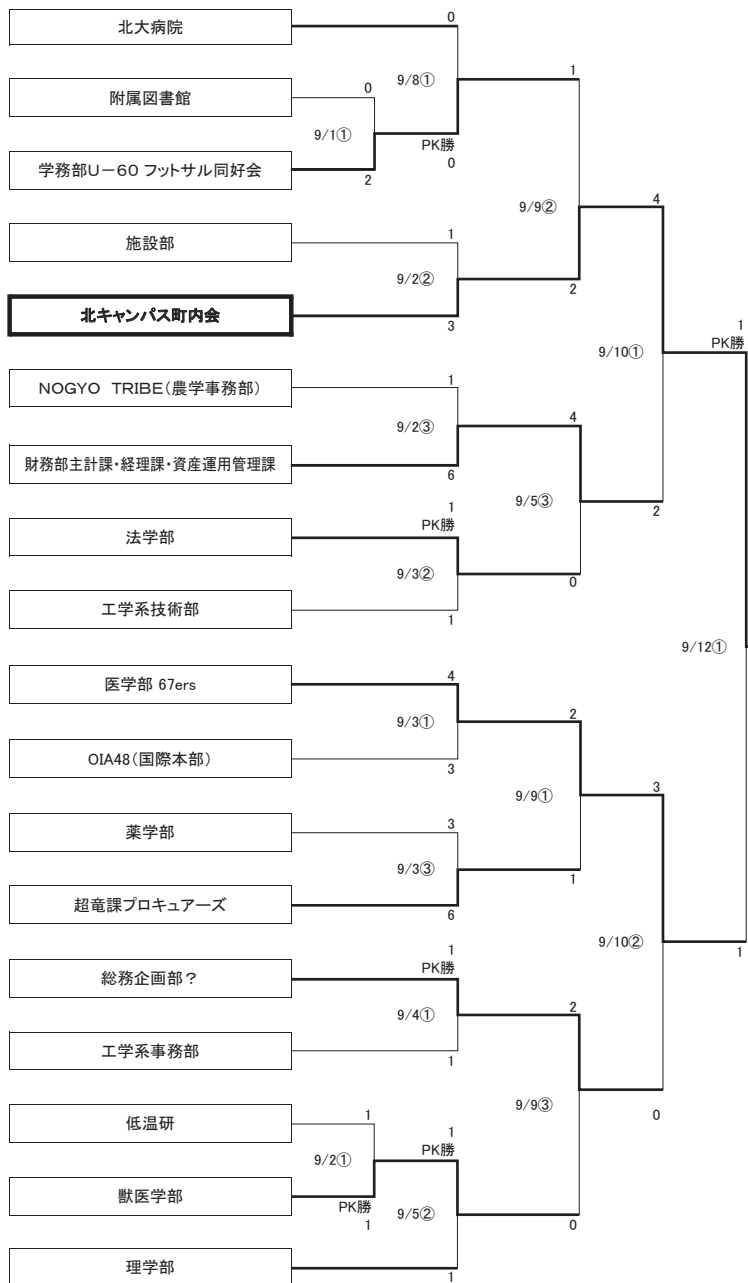 0
北大病院
1
9/8①
0
附属図書館
9/1①
PK勝
0
学務部U－60 フットサル同好会
2
4
9/9②
1
施設部
9/2②
2
北キャンパス町内会
3
1
PK勝
9/10①
1
NOGYO TRIBE(農学事務部)
4
9/2③
財務部主計課・経理課・資産運用管理課
6
9/5③
2
1
PK勝
法学部
9/3②
0
工学系技術部
1
9/12①
4
医学部 67ers
2
9/3①
OIA48(国際本部)
3
3
9/9①
3
薬学部
9/3③
1
超竜課プロキュアーズ
6
9/10②
1
1
PK勝
総務企画部？
2
9/4①
工学系事務部
1
9/9③
0
1
低温研
1
PK勝
9/2①
獣医学部
PK勝
1
9/5②
0
理学部
1